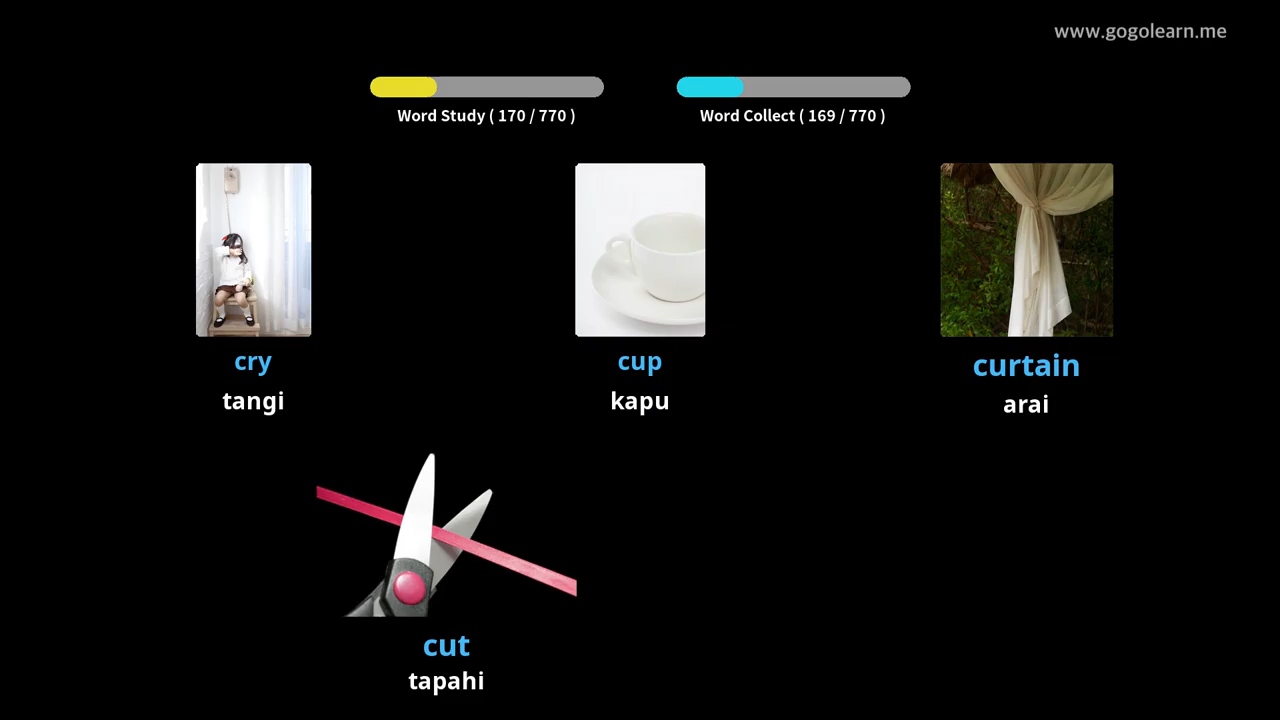 www.gogolearn.me
Word Study ( 170 / 770 )
Word Collect ( 169 / 770 )
cry
tangi
cup
kapu
curtain
arai
cut
tapahi